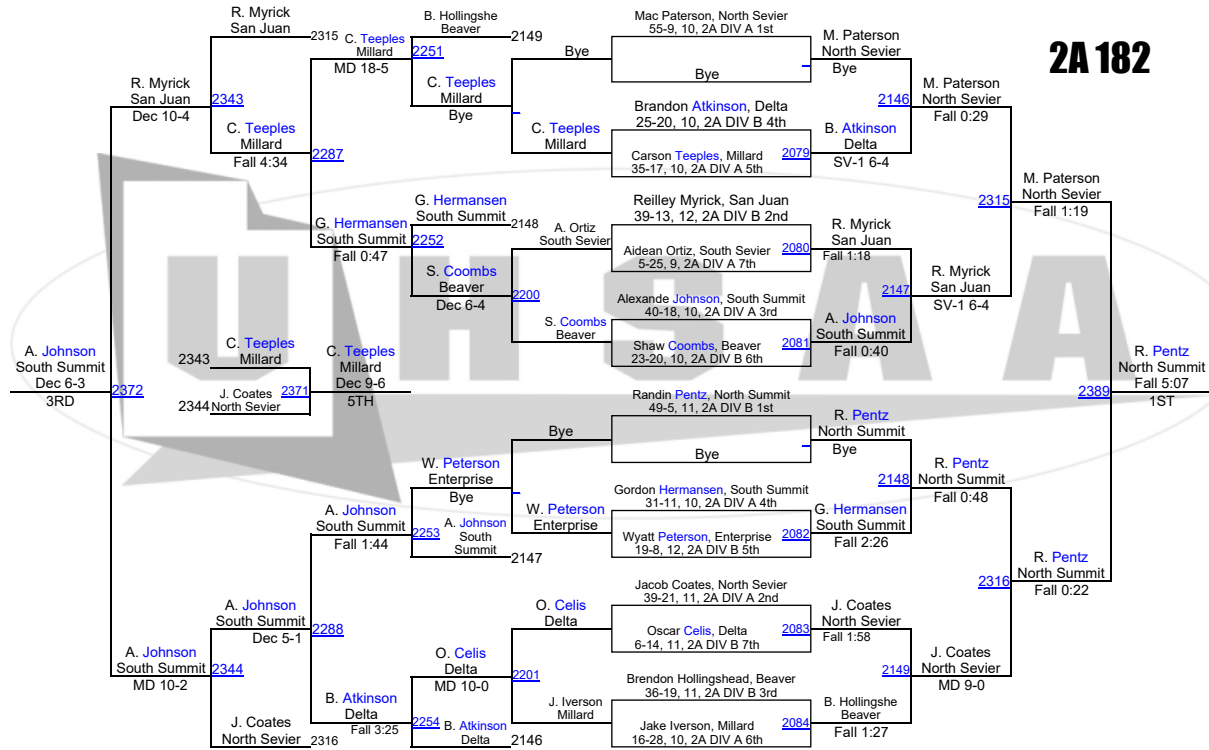 2A 182
R. Myrick
San Juan
2315
C. Teeples
Millard
MD 18-5
2251
B. Hollingshe
Beaver
2149
Bye
Mac Paterson, North Sevier
55-9, 10, 2A DIV A 1st
Bye
M. Paterson
North Sevier
Bye
R. Myrick
San Juan
Dec 10-4
2343
C. Teeples
Millard
Bye
2146
M. Paterson
North Sevier
Fall 0:29
C. Teeples
Millard
Fall 4:34
2287
C. Teeples
Millard
Brandon Atkinson, Delta
25-20, 10, 2A DIV B 4th
Carson Teeples, Millard
35-17, 10, 2A DIV A 5th
2079
B. Atkinson
Delta
SV-1 6-4
2315
M. Paterson
North Sevier
Fall 1:19
G. Hermansen
South Summit
Fall 0:47
2252
G. Hermansen
South Summit
2148
A. Ortiz
South Sevier
Reilley Myrick, San Juan
39-13, 12, 2A DIV B 2nd
Aidean Ortiz, South Sevier
5-25, 9, 2A DIV A 7th
2080
R. Myrick
San Juan
Fall 1:18
S. Coombs
Beaver
Dec 6-4
2200
2147
R. Myrick
San Juan
SV-1 6-4
S. Coombs
Beaver
Alexande Johnson, South Summit
40-18, 10, 2A DIV A 3rd
Shaw Coombs, Beaver
23-20, 10, 2A DIV B 6th
2081
A. Johnson
South Summit
Fall 0:40
UHSAA
A. Johnson
South Summit
Dec 6-3
3RD
2372
2343
C. Teeples
Millard
2344
J. Coates
North Sevier
2371
C. Teeples
Millard
Dec 9-6
5TH
2389
R. Pentz
North Summit
Fall 5:07
1ST
Bye
Randin Pentz, North Summit
49-5, 11, 2A DIV B 1st
Bye
R. Pentz
North Summit
Bye
W. Peterson
Enterprise
Bye
2148
R. Pentz
North Summit
Fall 0:48
A. Johnson
South Summit
Fall 1:44
2253
A. Johnson
South
Summit
2147
W. Peterson
Enterprise
Gordon Hermansen, South Summit
31-11, 10, 2A DIV A 4th
Wyatt Peterson, Enterprise
19-8, 12, 2A DIV B 5th
2082
G. Hermansen
South Summit
Fall 2:26
2316
R. Pentz
North Summit
Fall 0:22
A. Johnson
South Summit
Dec 5-1
2288
O. Celis
Delta
Jacob Coates, North Sevier
39-21, 11, 2A DIV A 2nd
Oscar Celis, Delta
6-14, 11, 2A DIV B 7th
2083
J. Coates
North Sevier
Fall 1:58
A. Johnson
South Summit
MD 10-2
2344
O. Celis
Delta
MD 10-0
2201
2149
J. Coates
North Sevier
MD 9-0
J. Coates
North Sevier
2316
B. Atkinson
Delta
Fall 3:25
2254
B. Atkinson
Delta
2146
J. Iverson
Millard
Brendon Hollingshead, Beaver
36-19, 11, 2A DIV B 3rd
Jake Iverson, Millard
16-28, 10, 2A DIV A 6th
2084
B. Hollingshe
Beaver
Fall 1:27